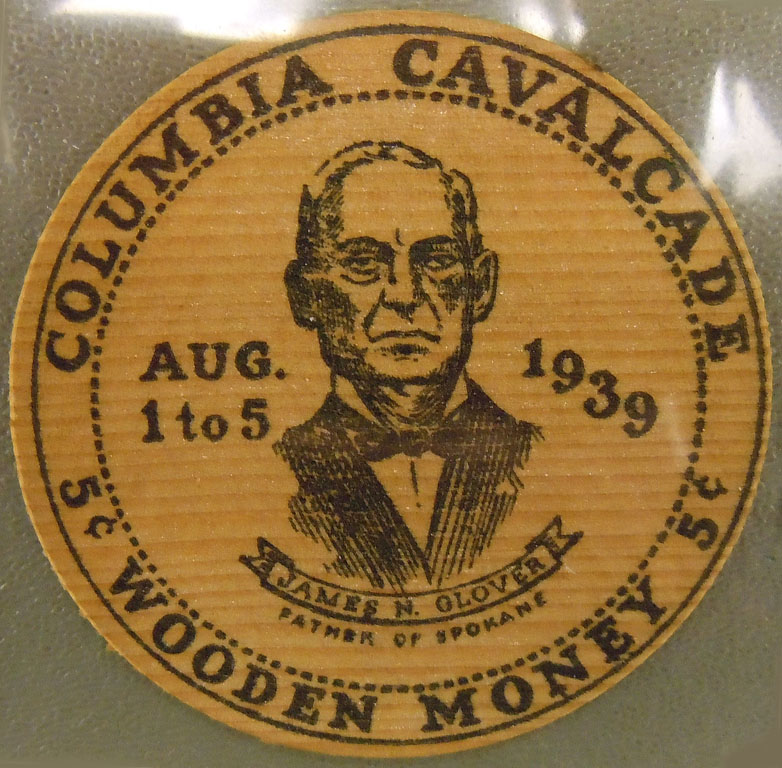 COLUMBIA CAVALCADE
AUG.
1 to 5
1939
JAMES N. GLOVER
FATHER OF SPOKANE
5¢ WOODEN MONEY 5¢